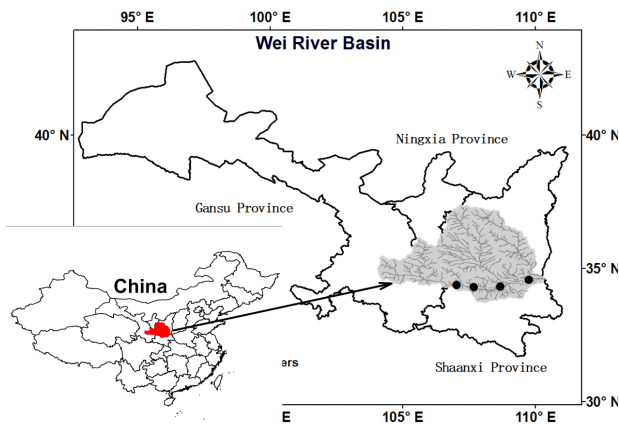 95° E 100° E 105° E 110° E
Wei River Basin
N
W E
S
40° N 40° N
Ningxia Province
Gansu Province
China
35° N
ers
Shaanxi Province
30° N
E 105° E 110° E